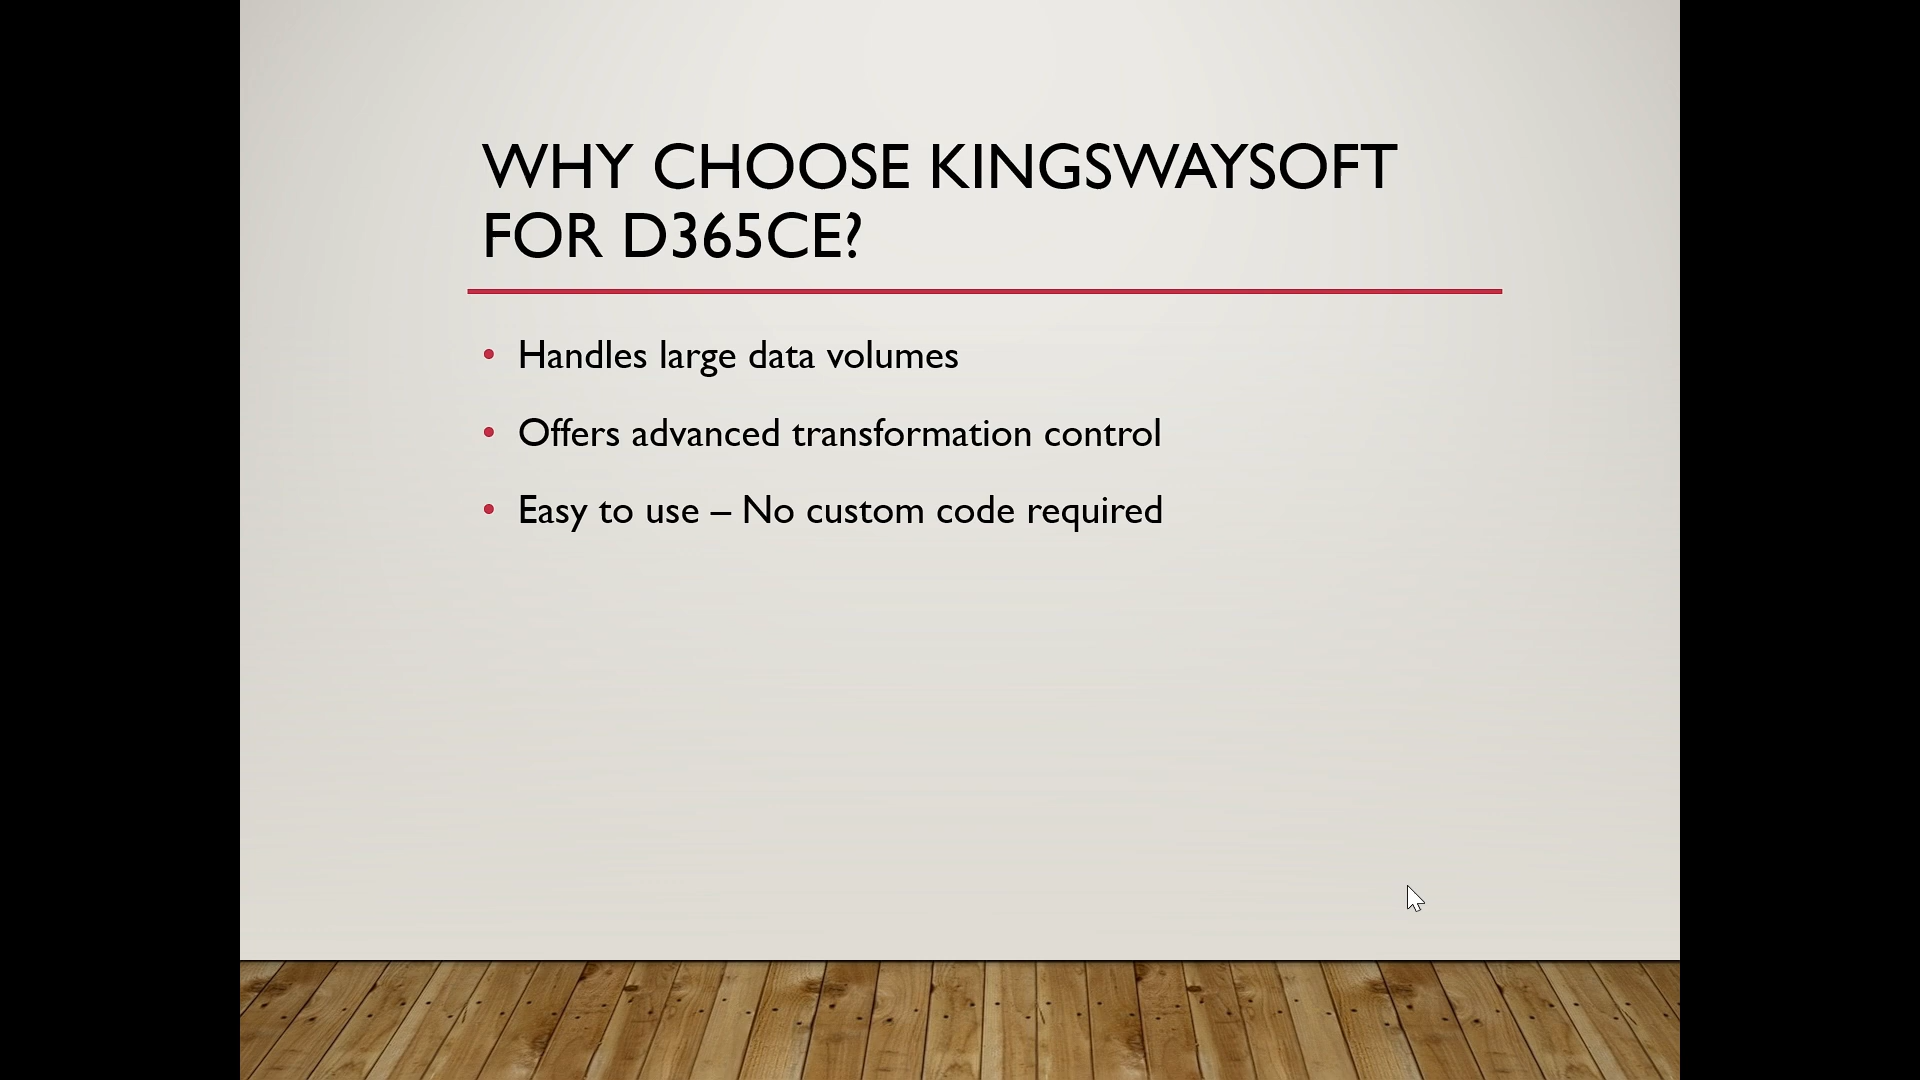 WHY CHOOSE KINGSWAYSOFT
FOR D365CE?
• Handles large data volumes
• Offers advanced transformation control
• Easy to use – No custom code required